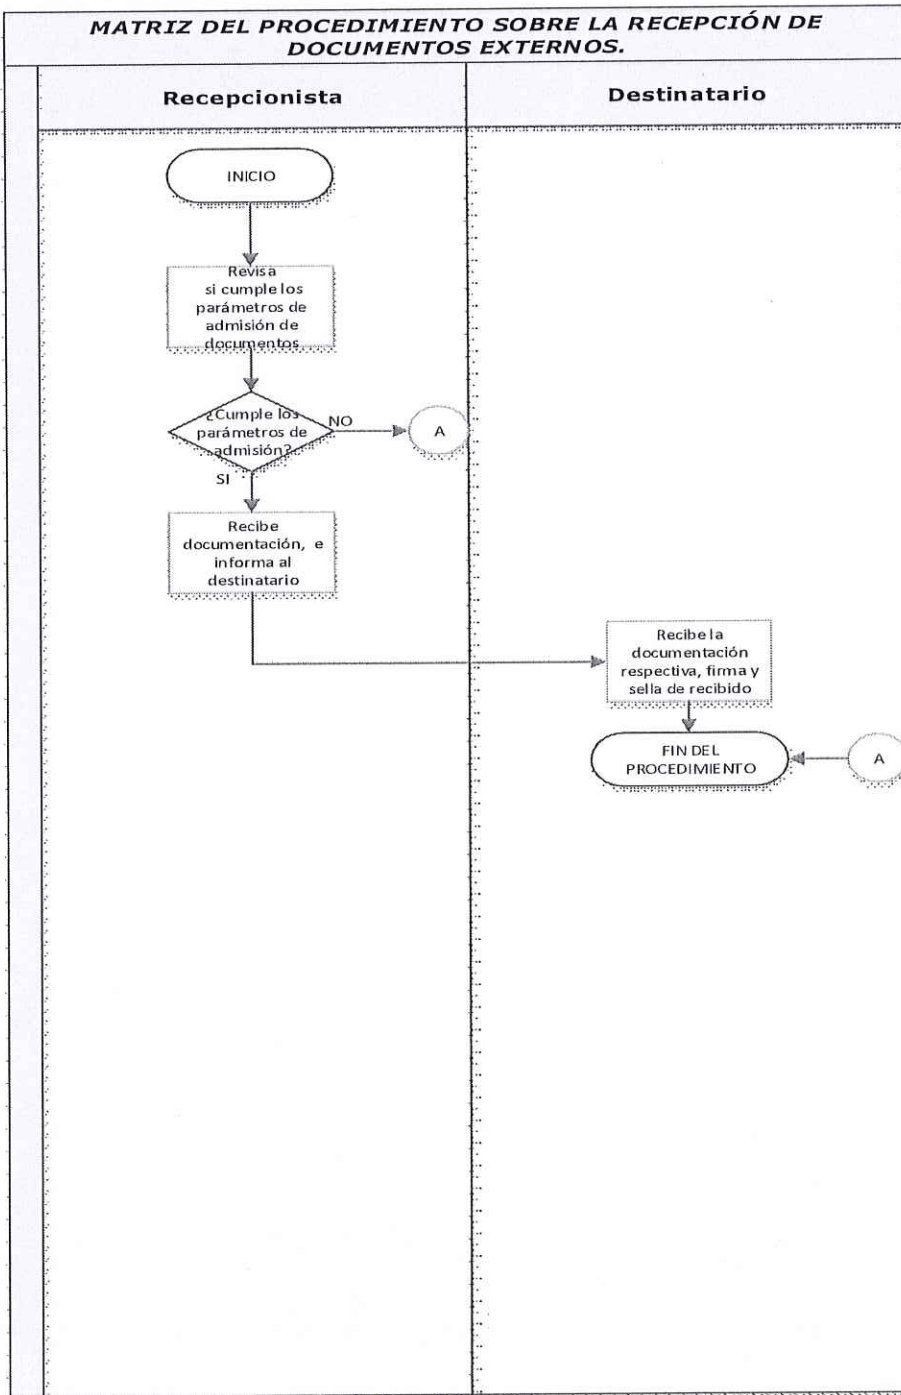 MATRIZ DEL PROCEDIMIENTO SOBRE LA RECEPCIÓN DE
DOCUMENTOS EXTERNOS.
Recepcionista
Destinatario
INICIO
Revisa
si cumple los
parámetros de
admisión de
documentos
¿Cumple los
parámetros de
admisión?
NO
A
SI
Recibe
documentación, e
informa al
destinatario
Recibe la
documentación
respectiva, firma y
sella de recibido
FIN DEL
PROCEDIMIENTO
A